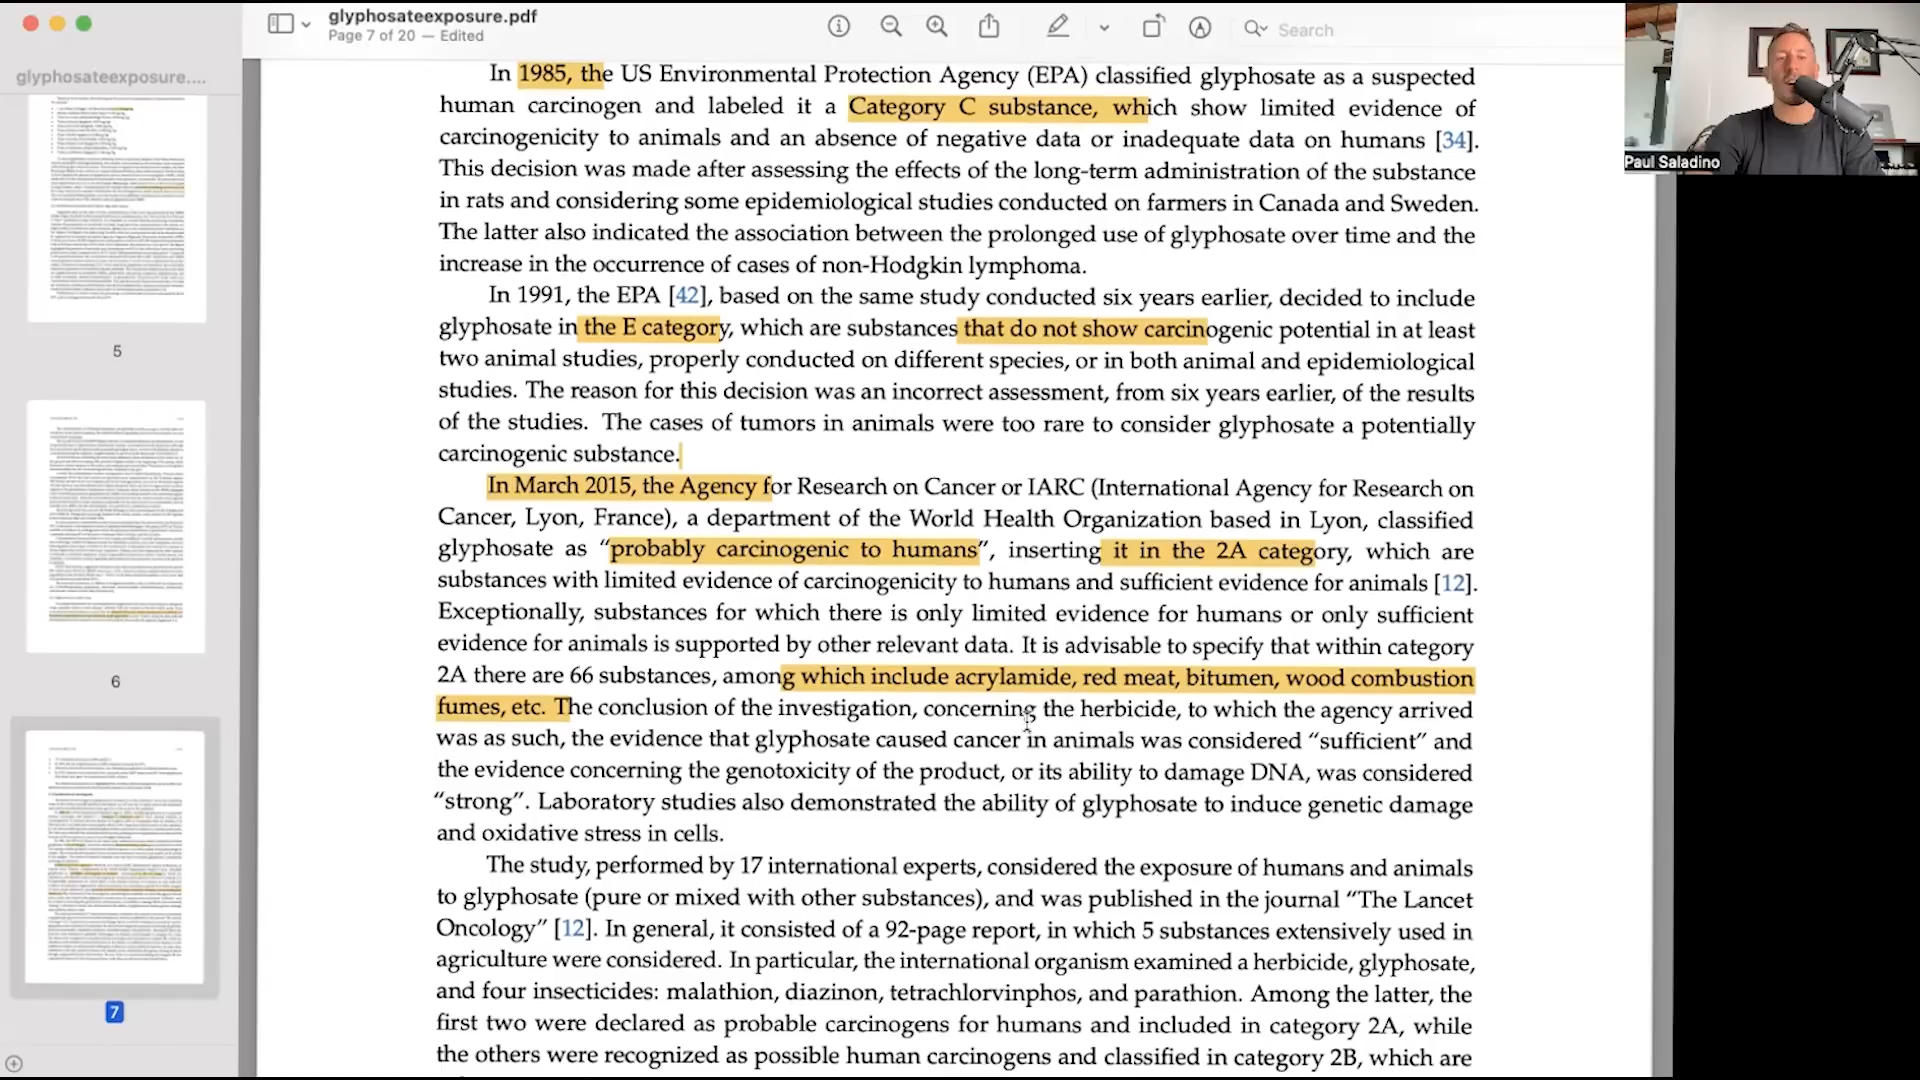 glyphosateexposure.pdf
Page 7 of 20 — Edited
Search
glyphosateexposure....
5
6
7
Paul Saladino
In 1985, the US Environmental Protection Agency (EPA) classified glyphosate as a suspected
human carcinogen and labeled it a Category C substance, which show limited evidence of
carcinogenicity to animals and an absence of negative data or inadequate data on humans [34].
This decision was made after assessing the effects of the long-term administration of the substance
in rats and considering some epidemiological studies conducted on farmers in Canada and Sweden.
The latter also indicated the association between the prolonged use of glyphosate over time and the
increase in the occurrence of cases of non-Hodgkin lymphoma.
In 1991, the EPA [42], based on the same study conducted six years earlier, decided to include
glyphosate in the E category, which are substances that do not show carcinogenic potential in at least
two animal studies, properly conducted on different species, or in both animal and epidemiological
studies. The reason for this decision was an incorrect assessment, from six years earlier, of the results
of the studies. The cases of tumors in animals were too rare to consider glyphosate a potentially
carcinogenic substance.
In March 2015, the Agency for Research on Cancer or IARC (International Agency for Research on
Cancer, Lyon, France), a department of the World Health Organization based in Lyon, classified
glyphosate as “probably carcinogenic to humans”, inserting it in the 2A category, which are
substances with limited evidence of carcinogenicity to humans and sufficient evidence for animals [12].
Exceptionally, substances for which there is only limited evidence for humans or only sufficient
evidence for animals is supported by other relevant data. It is advisable to specify that within category
2A there are 66 substances, among which include acrylamide, red meat, bitumen, wood combustion
fumes, etc. The conclusion of the investigation, concerning the herbicide, to which the agency arrived
was as such, the evidence that glyphosate caused cancer in animals was considered “sufficient” and
the evidence concerning the genotoxicity of the product, or its ability to damage DNA, was considered
“strong”. Laboratory studies also demonstrated the ability of glyphosate to induce genetic damage
and oxidative stress in cells.
The study, performed by 17 international experts, considered the exposure of humans and animals
to glyphosate (pure or mixed with other substances), and was published in the journal “The Lancet
Oncology” [12]. In general, it consisted of a 92-page report, in which 5 substances extensively used in
agriculture were considered. In particular, the international organism examined a herbicide, glyphosate,
and four insecticides: malathion, diazinon, tetrachlorvinphos, and parathion. Among the latter, the
first two were declared as probable carcinogens for humans and included in category 2A, while
the others were recognized as possible human carcinogens and classified in category 2B, which are